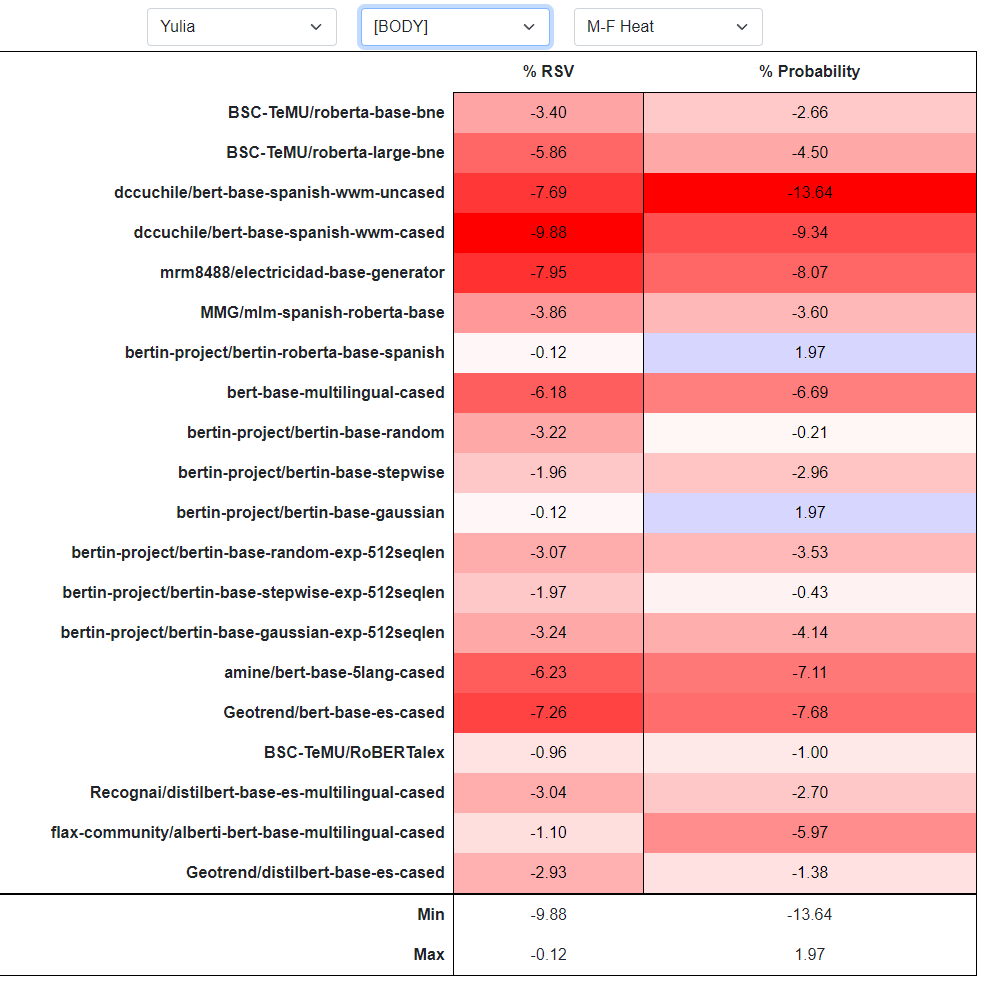 Yulia [BODY] M-F Heat
% RSV % Probability
BSC-TeMU/roberta-base-bne -3.40 -2.66
BSC-TeMU/roberta-large-bne -5.86 -4.50
dccuchile/bert-base-spanish-wwm-uncased -7.69 -13.64
dccuchile/bert-base-spanish-wwm-cased -9.88 -9.34
mrm8488/electricidad-base-generator -7.95 -8.07
MMG/mlm-spanish-roberta-base -3.86 -3.60
bertin-project/bertin-roberta-base-spanish -0.12 1.97
bert-base-multilingual-cased -6.18 -6.69
bertin-project/bertin-base-random -3.22 -0.21
bertin-project/bertin-base-stepwise -1.96 -2.96
bertin-project/bertin-base-gaussian -0.12 1.97
bertin-project/bertin-base-random-exp-512seqlen -3.07 -3.53
bertin-project/bertin-base-stepwise-exp-512seqlen -1.97 -0.43
bertin-project/bertin-base-gaussian-exp-512seqlen -3.24 -4.14
amine/bert-base-5lang-cased -6.23 -7.11
Geotrend/bert-base-es-cased -7.26 -7.68
BSC-TeMU/RoBERTalex -0.96 -1.00
Recognai/distilbert-base-es-multilingual-cased -3.04 -2.70
flax-community/alberti-bert-base-multilingual-cased -1.10 -5.97
Geotrend/distilbert-base-es-cased -2.93 -1.38
Min -9.88 -13.64
Max -0.12 1.97